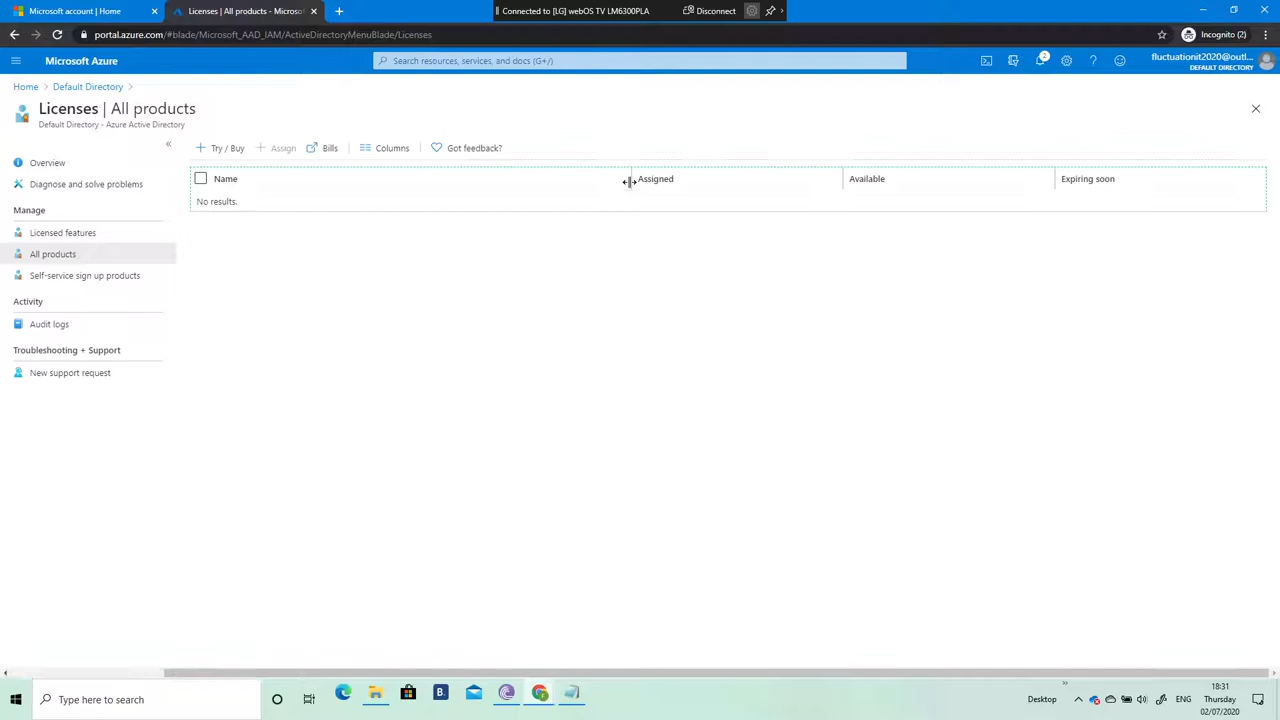 Microsoft account | Home
Licenses | All products - Microso
Connected to [LG] webOS TV LM6300PLA
Disconnect
portal.azure.com/#blade/Microsoft_AAD_IAM/ActiveDirectoryMenuBlade/Licenses
Incognito (2)
Microsoft Azure
Search resources, services, and docs (G+/)
2
fluctuationit2020@outl...
DEFAULT DIRECTORY
Home > Default Directory >
Licenses | All products
Default Directory - Azure Active Directory
Try / Buy
Assign
Bills
Columns
Got feedback?
Overview
Diagnose and solve problems
Manage
Licensed features
All products
Self-service sign up products
Activity
Audit logs
Troubleshooting + Support
New support request
Name
Assigned
Available
Expiring soon
No results.
Type here to search
B.
Desktop
ENG
18:31
Thursday
02/07/2020